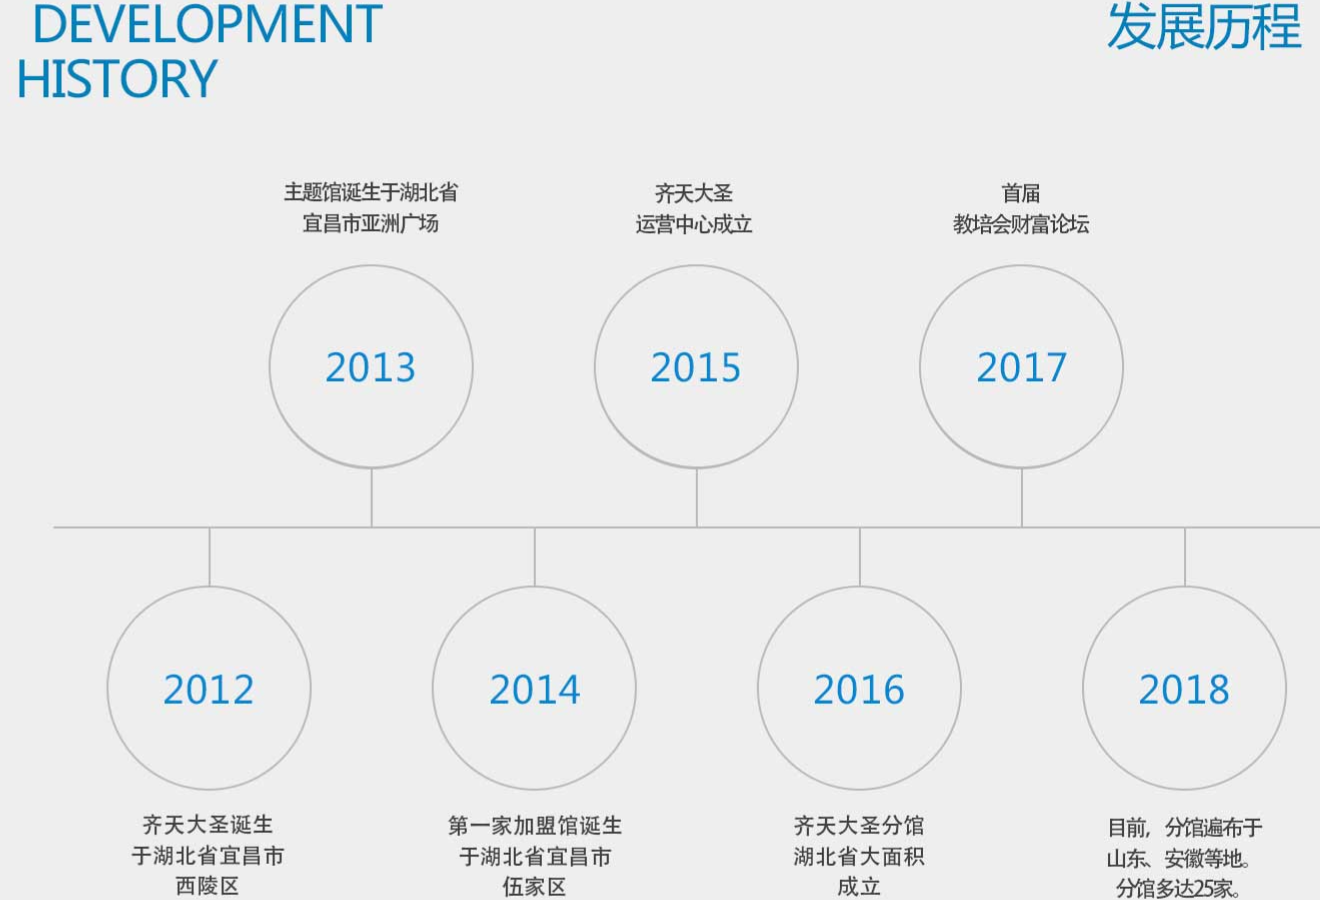 DEVELOPMENT
HISTORY
发展历程
主题馆诞生于湖北省
宜昌市亚洲广场
齐天大圣
运营中心成立
首届
教培会财富论坛
2013
2015
2017
2012
2014
2016
2018
齐天大圣诞生
于湖北省宜昌市
西陵区
第一家加盟馆诞生
于湖北省宜昌市
伍家区
齐天大圣分馆
湖北省大面积
成立
目前，分馆遍布于
山东、安徽等地。
分馆多达25家。